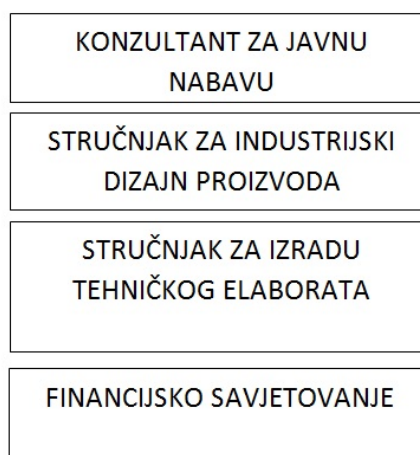 KONZULTANT ZA JAVNU
NABAVU
STRUČNJAK ZA INDUSTRIJSKI
DIZAJN PROIZVODA
STRUČNJAK ZA IZRADU
TEHNIČKOG ELABORATA
FINANCIJSKO SAVJETOVANJE